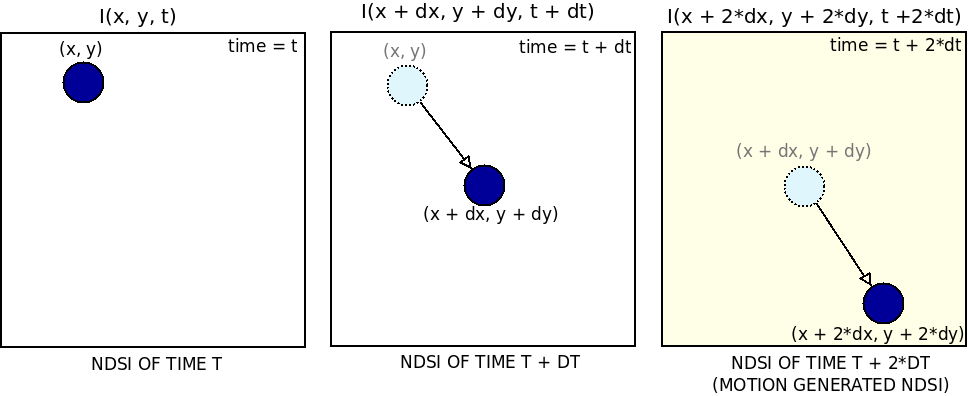 I(x, y, t)
time = t
(x, y)
NDSI OF TIME T
I(x + dx, y + dy, t + dt)
time = t + dt
(x, y)
(x + dx, y + dy)
NDSI OF TIME T + DT
I(x + 2*dx, y + 2*dy, t +2*dt)
time = t + 2*dt
(x + dx, y + dy)
(x + 2*dx, y + 2*dy)
NDSI OF TIME T + 2*DT
(MOTION GENERATED NDSI)